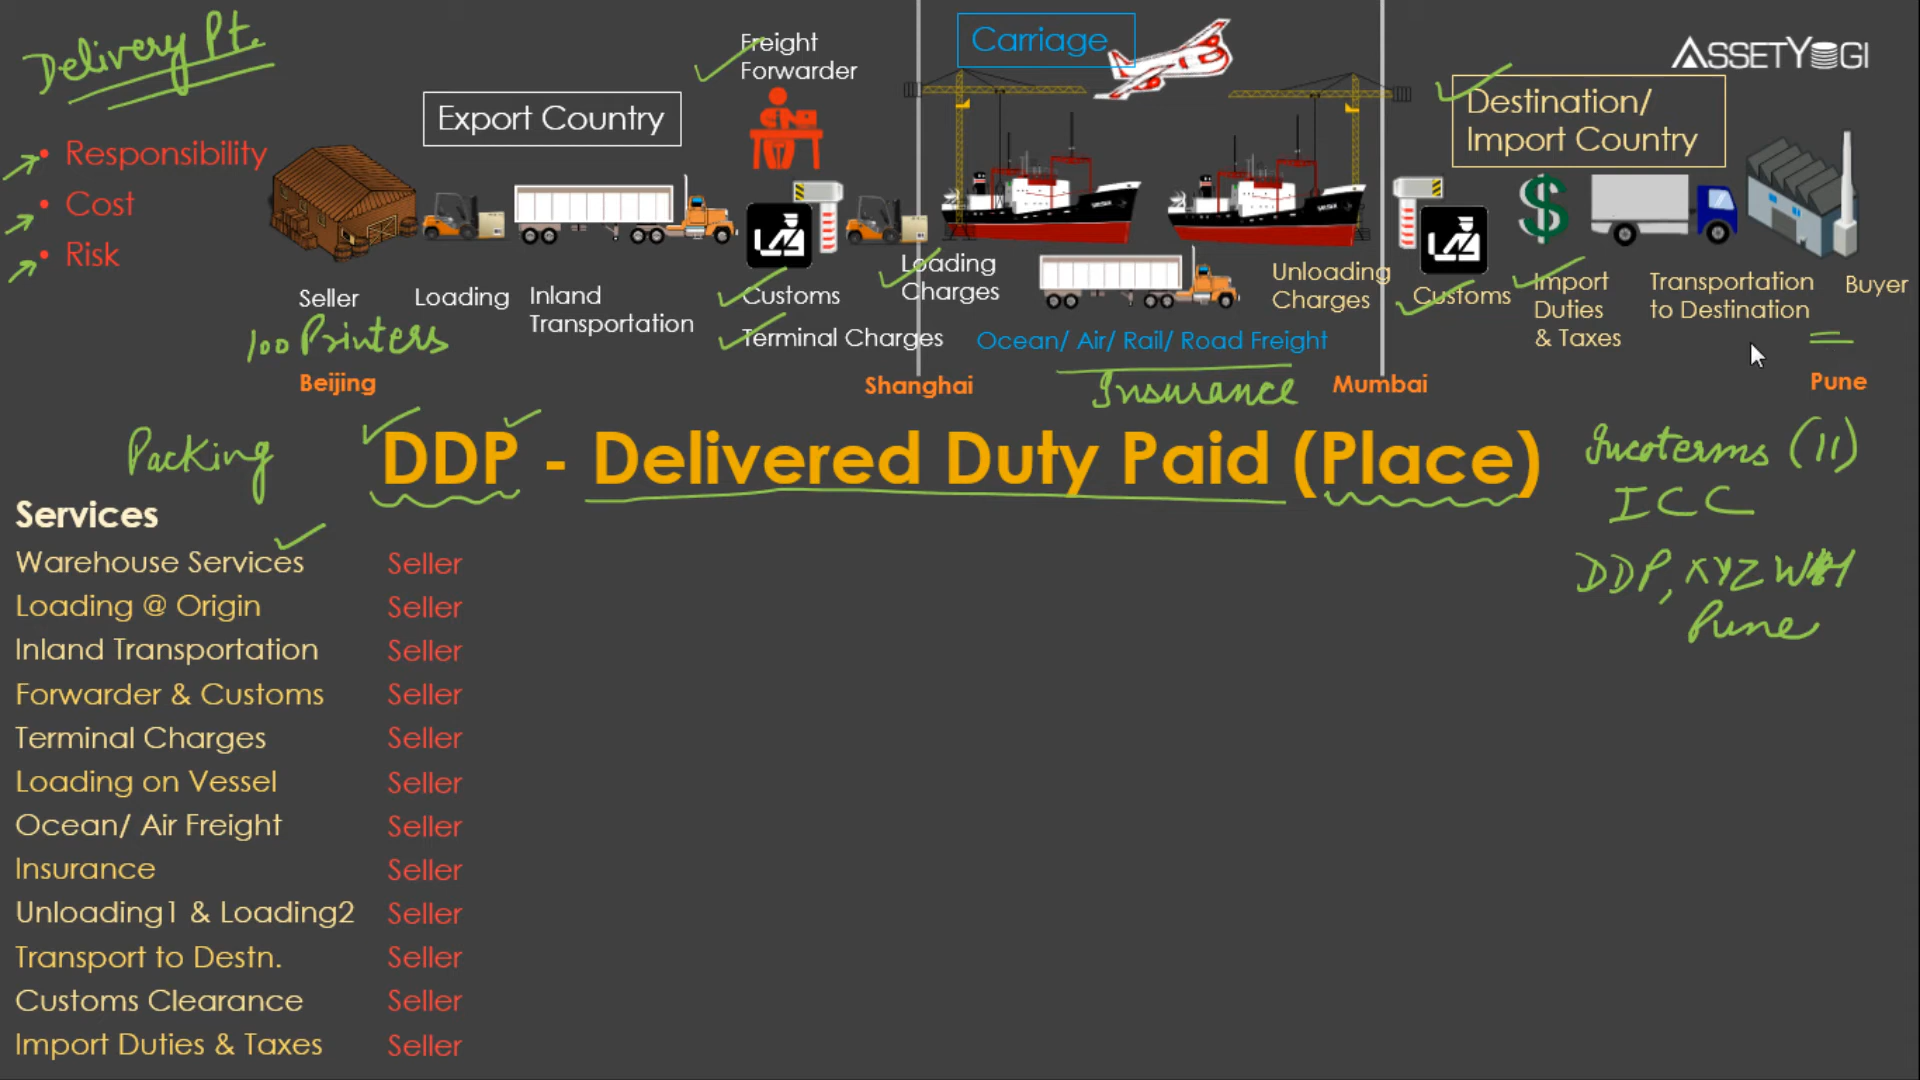 Delivery Pt.
• Responsibility
• Cost
• Risk
Export Country
Freight
Forwarder
Carriage
ASSETYOGI
Destination/
Import Country
Seller
Loading
Inland
Transportation
Customs
Terminal Charges
Loading
Charges
Ocean/ Air/ Rail/ Road Freight
Unloading
Charges
Customs
Import
Duties
& Taxes
Transportation
to Destination
Buyer
100 Printers
Beijing
Shanghai
Insurance
Mumbai
Pune
Packing
DDP - Delivered Duty Paid (Place)
Incoterms (11)
ICC
DDP, XYZ WH
Pune
Services
Warehouse Services Seller
Loading @ Origin Seller
Inland Transportation Seller
Forwarder & Customs Seller
Terminal Charges Seller
Loading on Vessel Seller
Ocean/ Air Freight Seller
Insurance Seller
Unloading1 & Loading2 Seller
Transport to Destn. Seller
Customs Clearance Seller
Import Duties & Taxes Seller